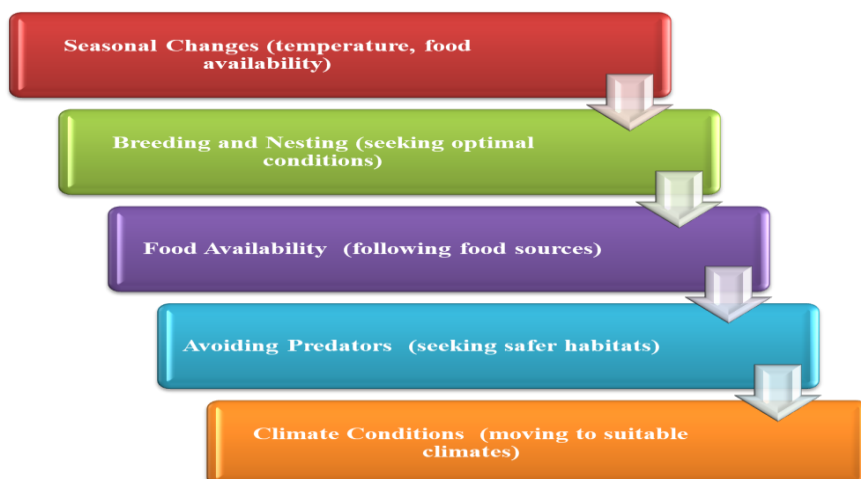 Seasonal Changes (temperature, food
availability)
Breeding and Nesting (seeking optimal
conditions)
Food Availability (following food sources)
Avoiding Predators (seeking safer habitats)
Climate Conditions (moving to suitable
climates)